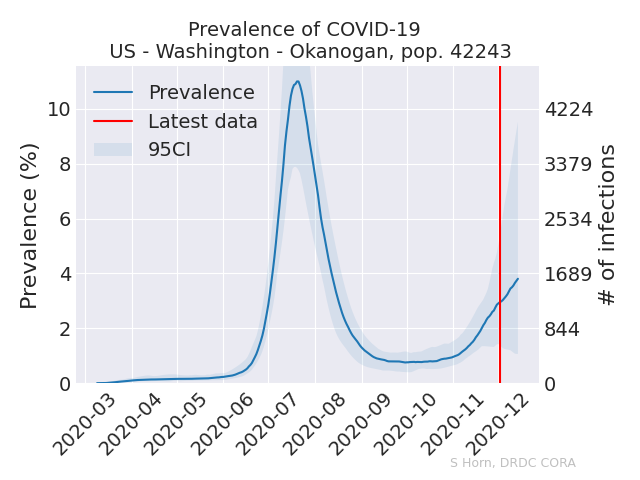 Prevalence of COVID-19
US - Washington - Okanogan, pop. 42243
Prevalence
Latest data
95CI
Prevalence (%)
10
8
6
4
2
0
4224
3379
2534
1689
844
0
# of infections
2020-03
2020-04
2020-05
2020-06
2020-07
2020-08
2020-09
2020-10
2020-11
2020-12
S Horn, DRDC CORA